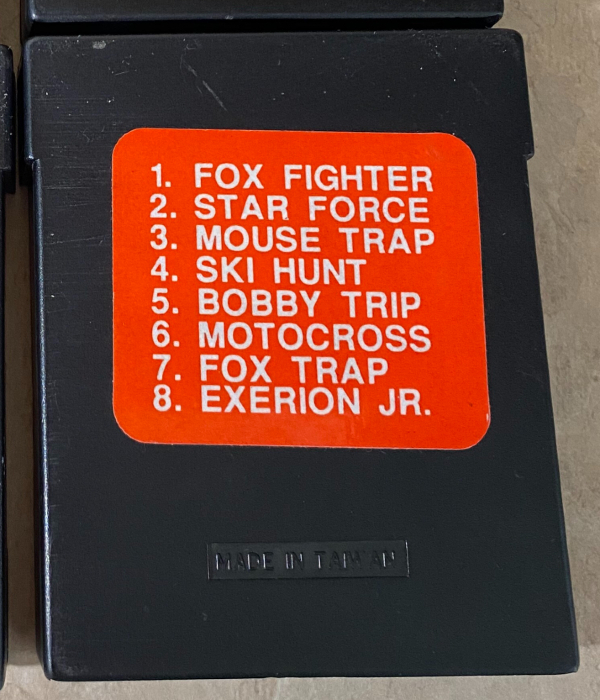 1. FOX FIGHTER
2. STAR FORCE
3. MOUSE TRAP
4. SKI HUNT
5. BOBBY TRIP
6. MOTOCROSS
7. FOX TRAP
8. EXERION JR.
MADE IN TAIWAN